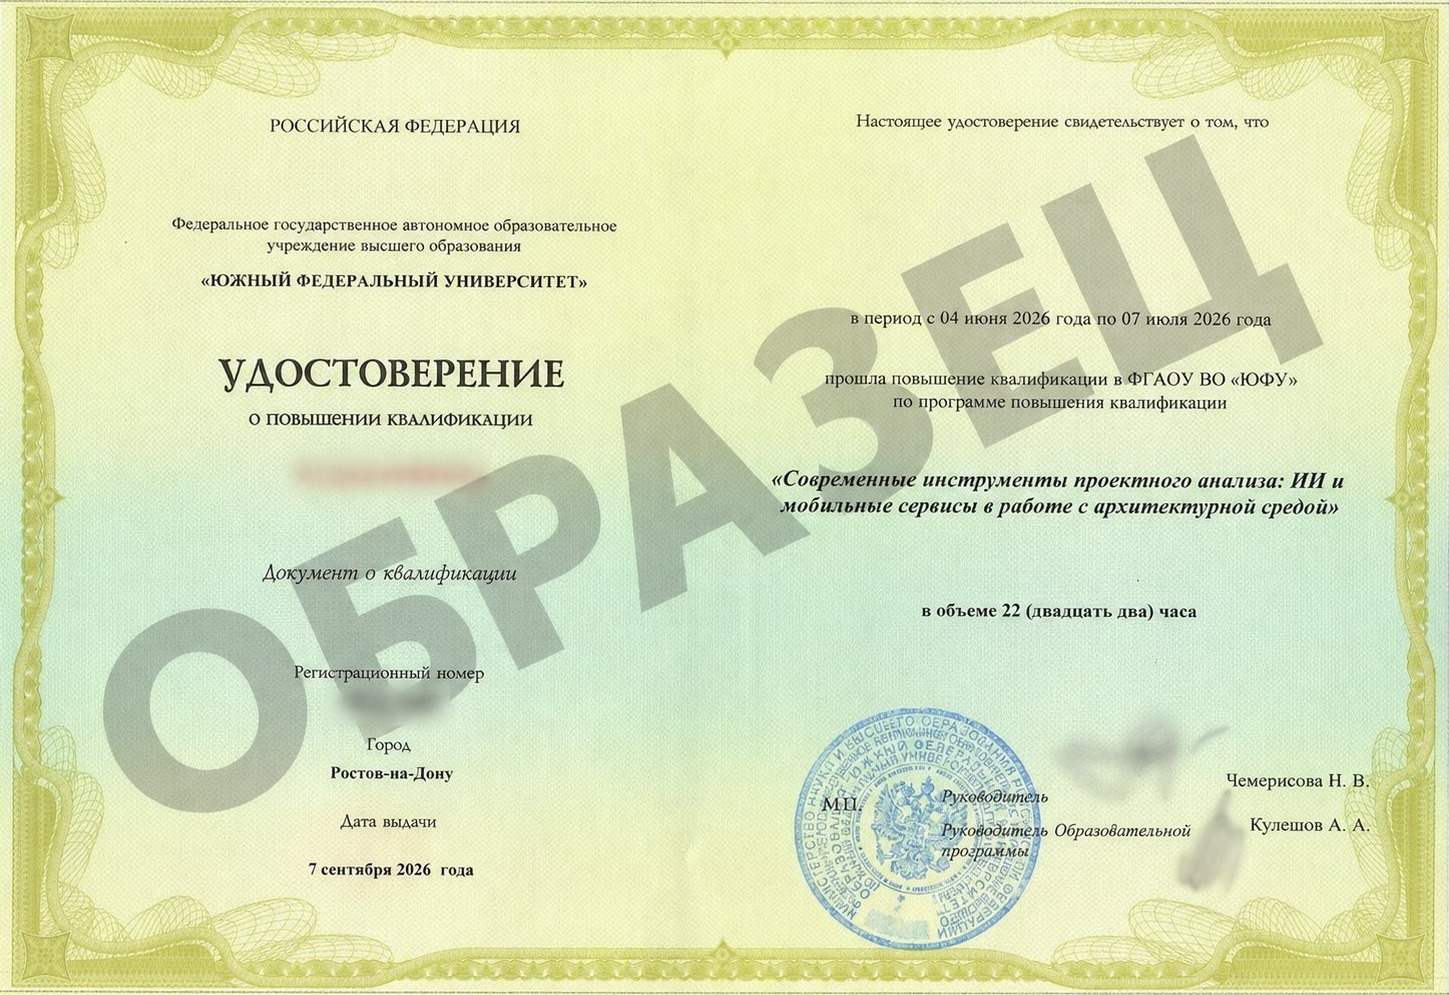 РОССИЙСКАЯ ФЕДЕРАЦИЯ
Федеральное государственное автономное образовательное
учреждение высшего образования
«ЮЖНЫЙ ФЕДЕРАЛЬНЫЙ УНИВЕРСИТЕТ»
УДОСТОВЕРЕНИЕ
О ПОВЫШЕНИИ КВАЛИФИКАЦИИ
Документ о квалификации
Регистрационный номер
Город
Ростов-на-Дону
Дата выдачи
7 сентября 2026 года
Настоящее удостоверение свидетельствует о том, что
в период с 04 июня 2026 года по 07 июля 2026 года
прошла повышение квалификации в ФГАОУ ВО «ЮФУ»
по программе повышения квалификации
«Современные инструменты проектного анализа: ИИ и
мобильные сервисы в работе с архитектурной средой»
в объеме 22 (двадцать два) часа
М.П.
Руководитель
Чемерисова Н. В.
Руководитель Образовательной
программы
Кулешов А. А.
ОБРАЗЕЦ